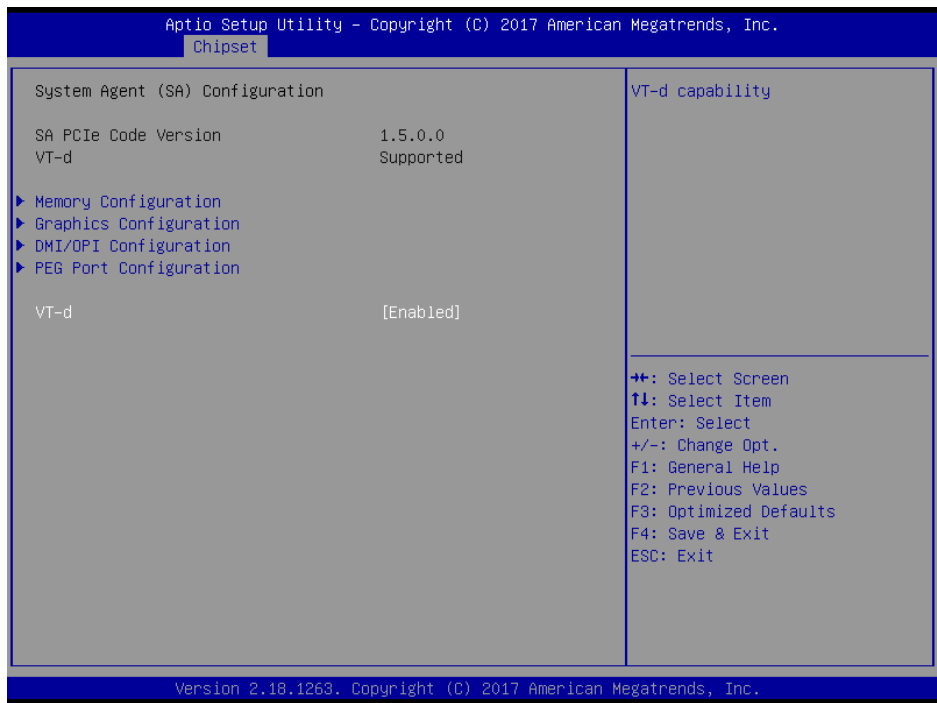 Aptio Setup Utility – Copyright (C) 2017 American Megatrends, Inc.
Chipset
System Agent (SA) Configuration
SA PCIe Code Version 1.5.0.0
VT-d Supported
▶ Memory Configuration
▶ Graphics Configuration
▶ DMI/OPI Configuration
▶ PEG Port Configuration
VT-d [Enabled]
VT-d capability
→←: Select Screen
↑↓: Select Item
Enter: Select
+/-: Change Opt.
F1: General Help
F2: Previous Values
F3: Optimized Defaults
F4: Save & Exit
ESC: Exit
Version 2.18.1263. Copyright (C) 2017 American Megatrends, Inc.